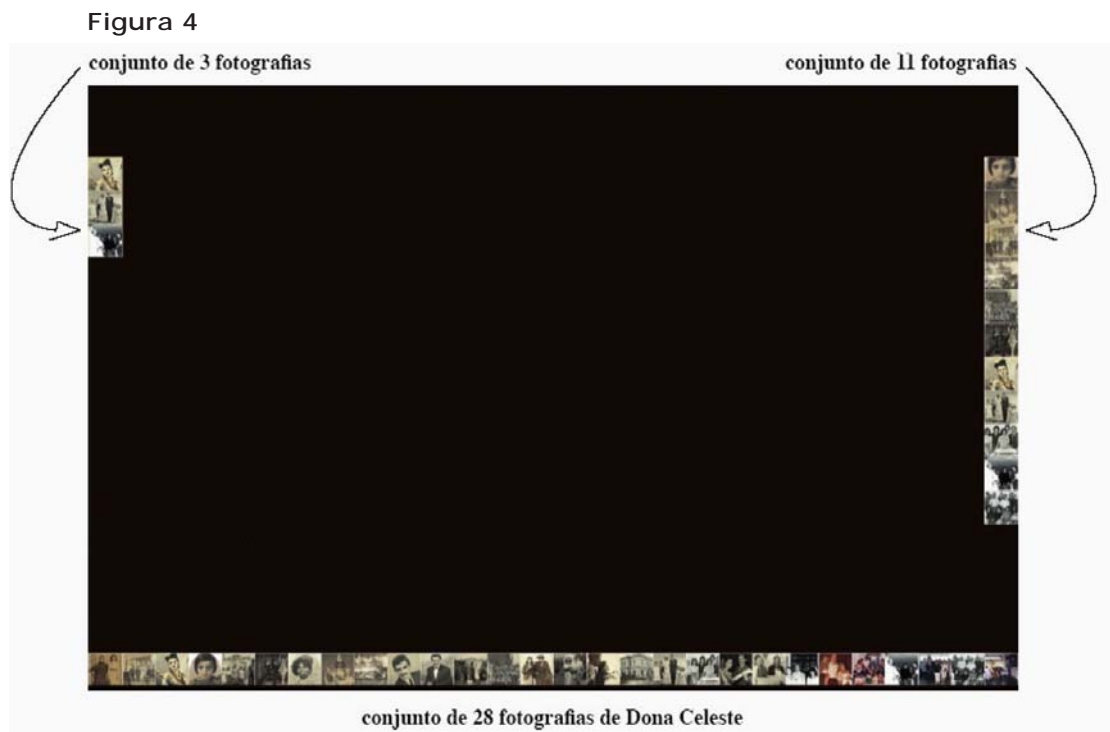 Figura 4
conjunto de 3 fotografias
conjunto de 11 fotografias
conjunto de 28 fotografias de Dona Celeste